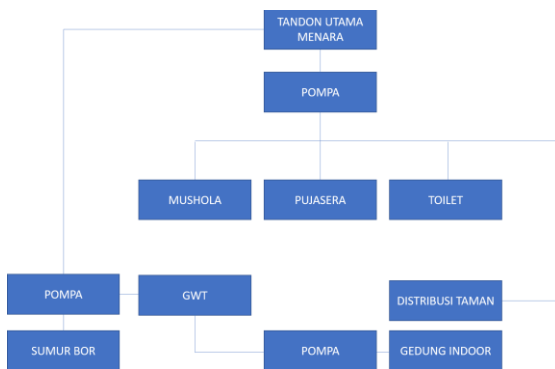 TANDON UTAMA
MENARA
POMPA
MUSHOLA
PUJASERA
TOILET
POMPA
GWT
DISTRIBUSI TAMAN
SUMUR BOR
POMPA
GEDUNG INDOOR